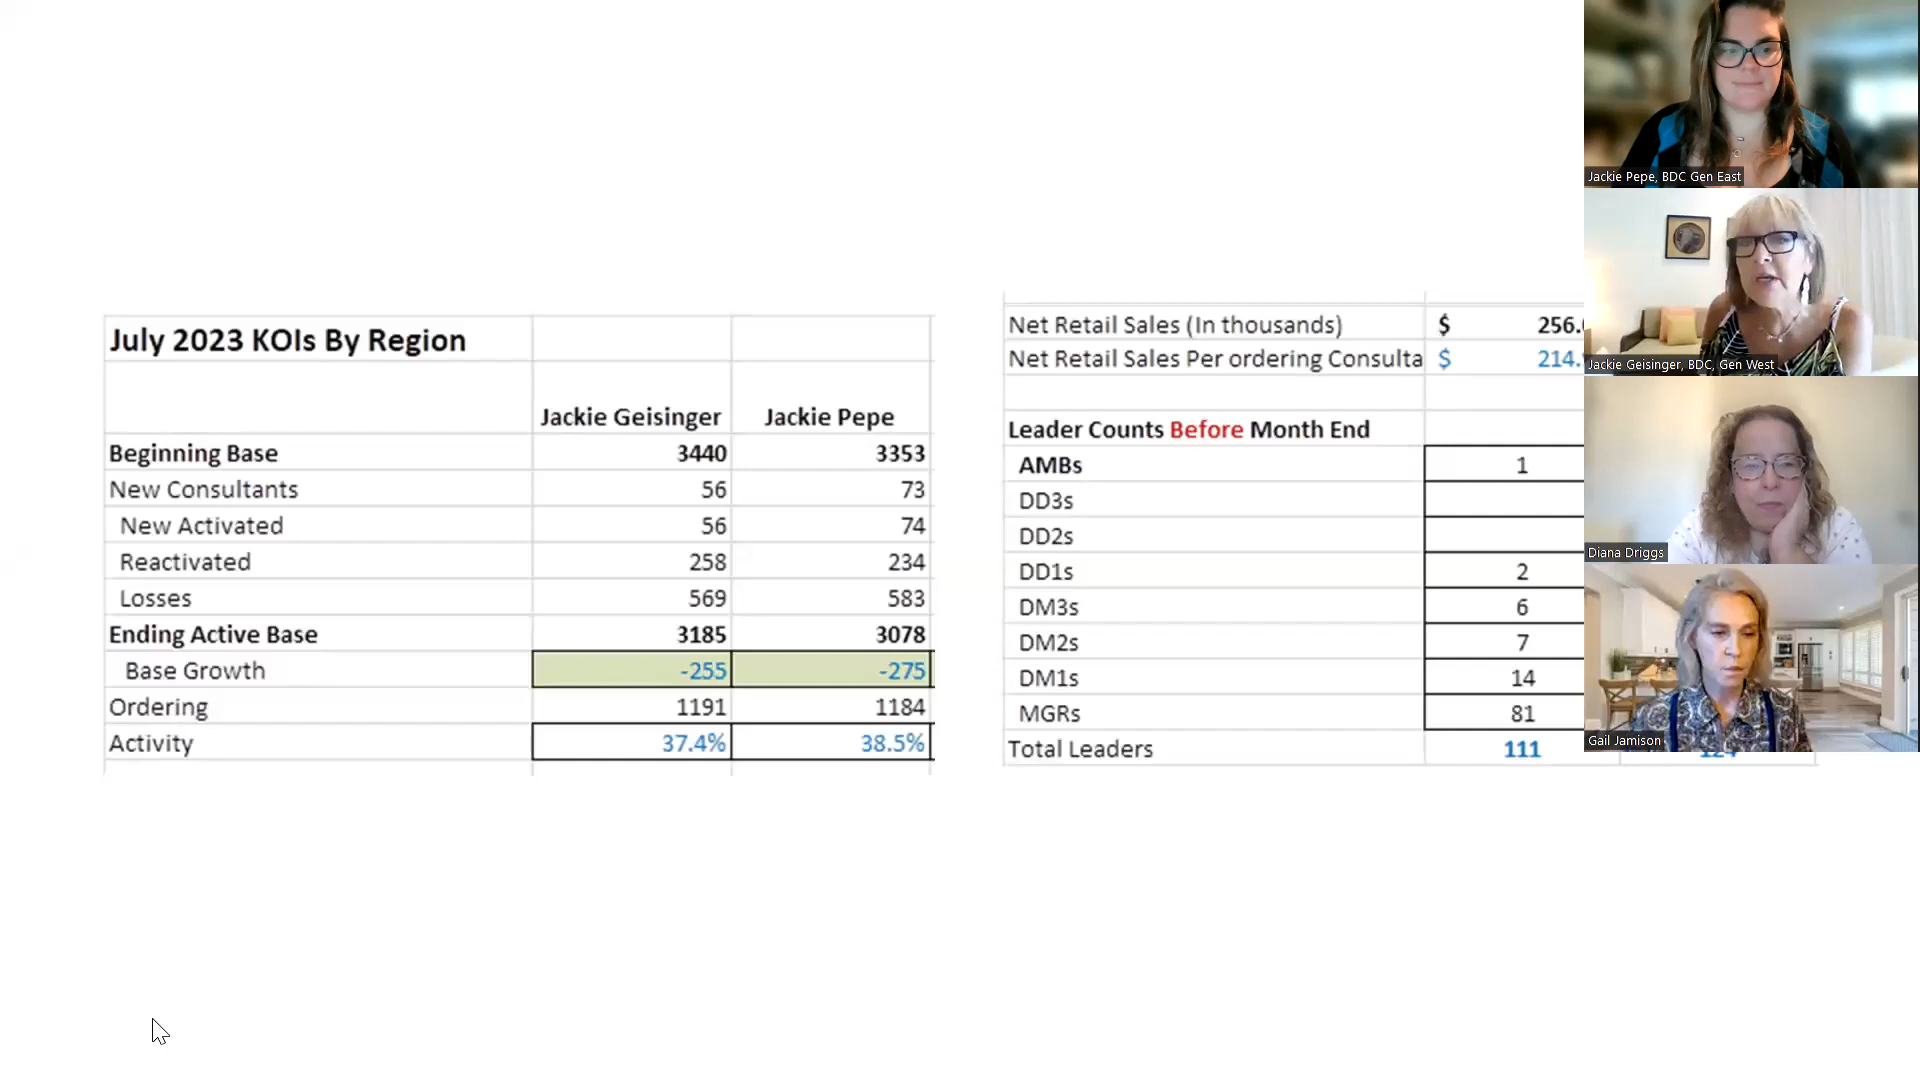 July 2023 KOIs By Region
Jackie Geisinger Jackie Pepe
Beginning Base 3440 3353
New Consultants 56 73
New Activated 56 74
Reactivated 258 234
Losses 569 583
Ending Active Base 3185 3078
Base Growth -255 -275
Ordering 1191 1184
Activity 37.4% 38.5%
Net Retail Sales (In thousands) $ 256.
Net Retail Sales Per ordering Consulta $ 214.
Leader Counts Before Month End
AMBs 1
DD3s
DD2s
DD1s 2
DM3s 6
DM2s 7
DM1s 14
MGRs 81
Total Leaders 111
Jackie Pepe, BDC Gen East
Jackie Geisinger, BDC, Gen West
Diana Driggs
Gail Jamison